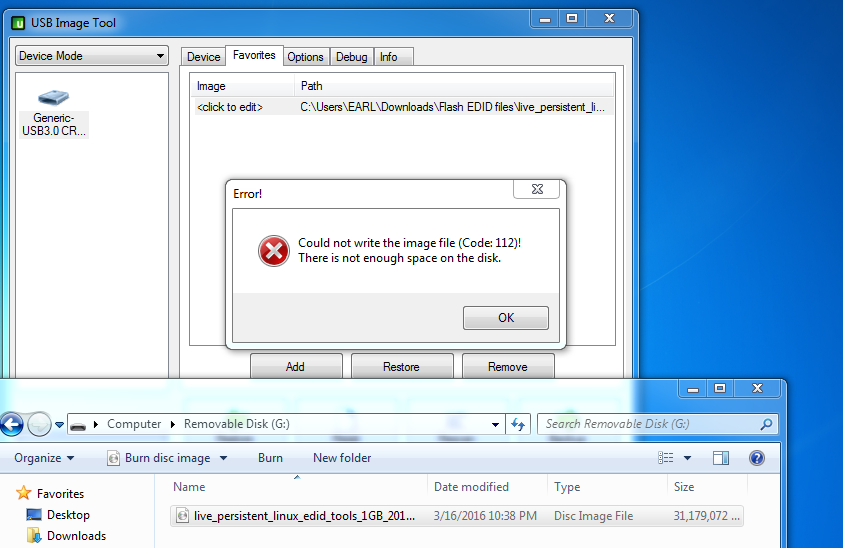 USB Image Tool
Device Mode
Device Favorites Options Debug Info
Image Path
<click to edit> C:\Users\EARL\Downloads\Flash EDID files\live_persistent_li...
Generic-
USB3.0 CR...
Error!
Could not write the image file (Code: 112)!
There is not enough space on the disk.
OK
Add Restore Remove
Computer Removable Disk (G:) Search Removable Disk (G:)
Organize Burn disc image Burn New folder
Favorites
Desktop
Downloads
Name Date modified Type Size
live_persistent_linux_edid_tools_1GB_201... 3/16/2016 10:38 PM Disc Image File 31,179,072 ...